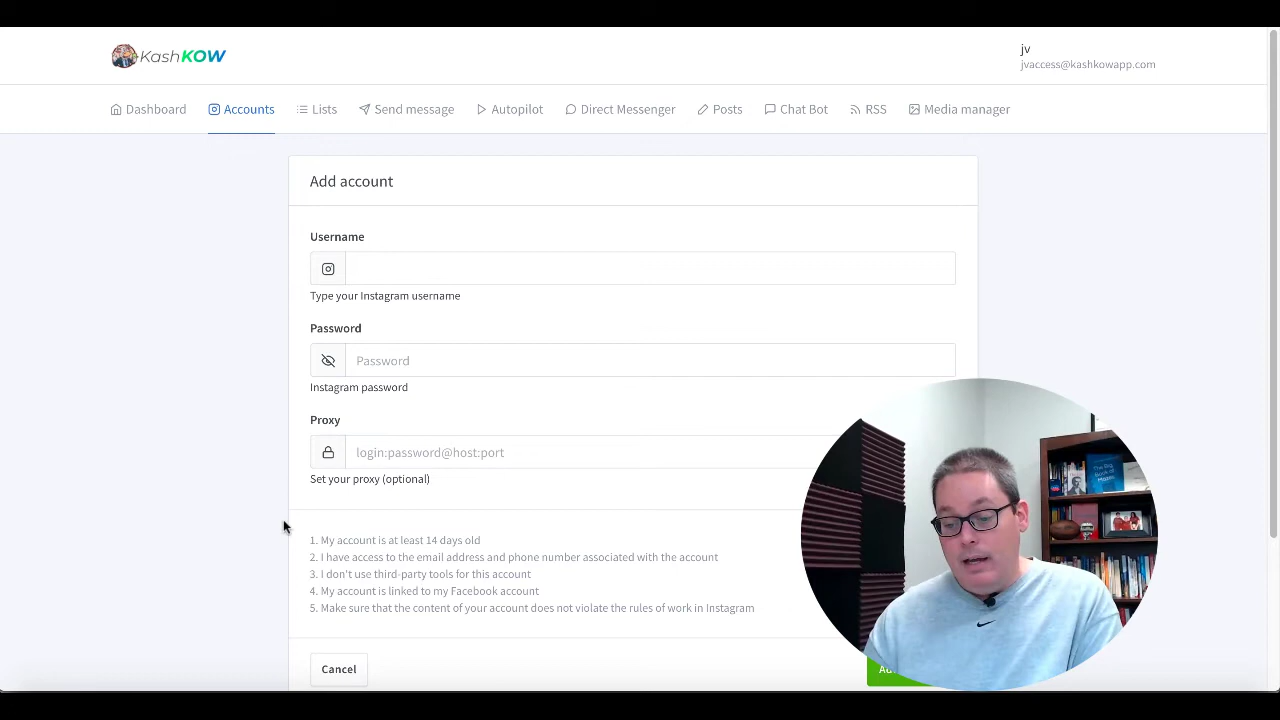 KashKOW
jv
jvaccess@kashkowapp.com
Dashboard
Accounts
Lists
Send message
Autopilot
Direct Messenger
Posts
Chat Bot
RSS
Media manager
Add account
Username
Type your Instagram username
Password
Password
Instagram password
Proxy
login:password@host:port
Set your proxy (optional)
1. My account is at least 14 days old
2. I have access to the email address and phone number associated with the account
3. I don't use third-party tools for this account
4. My account is linked to my Facebook account
5. Make sure that the content of your account does not violate the rules of work in Instagram
Cancel
The Big
Book of